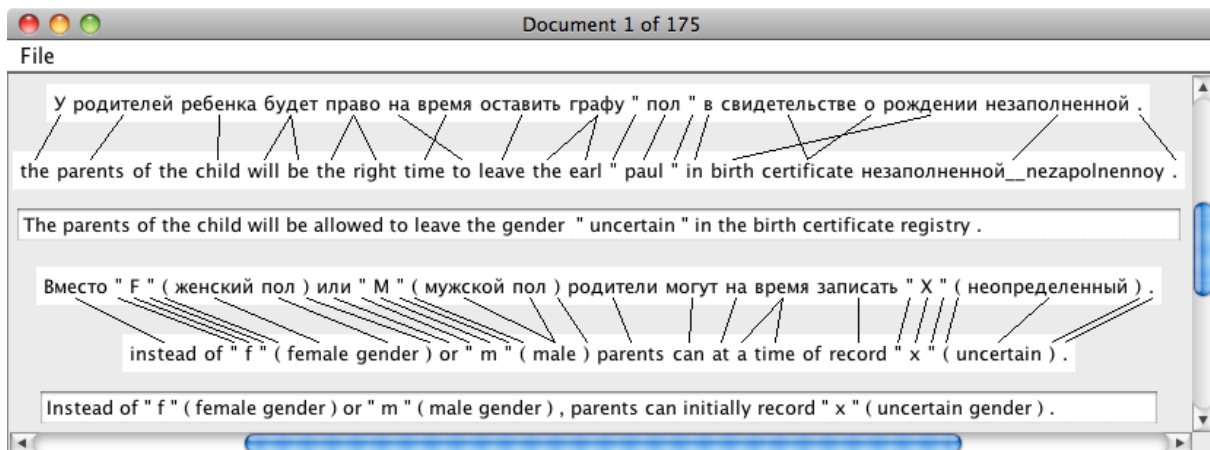 Document 1 of 175
File
У родителей ребенка будет право на время оставить графу " пол " в свидетельстве о рождении незаполненной .
the parents of the child will be the right time to leave the earl " paul " in birth certificate незаполненной__nezapolnennoy .
The parents of the child will be allowed to leave the gender " uncertain " in the birth certificate registry .
Вместо " F " ( женский пол ) или " M " ( мужской пол ) родители могут на время записать " X " ( неопределенный ) .
instead of " f " ( female gender ) or " m " ( male ) parents can at a time of record " x " ( uncertain ) .
Instead of " f " ( female gender ) or " m " ( male gender ) , parents can initially record " x " ( uncertain gender ) .